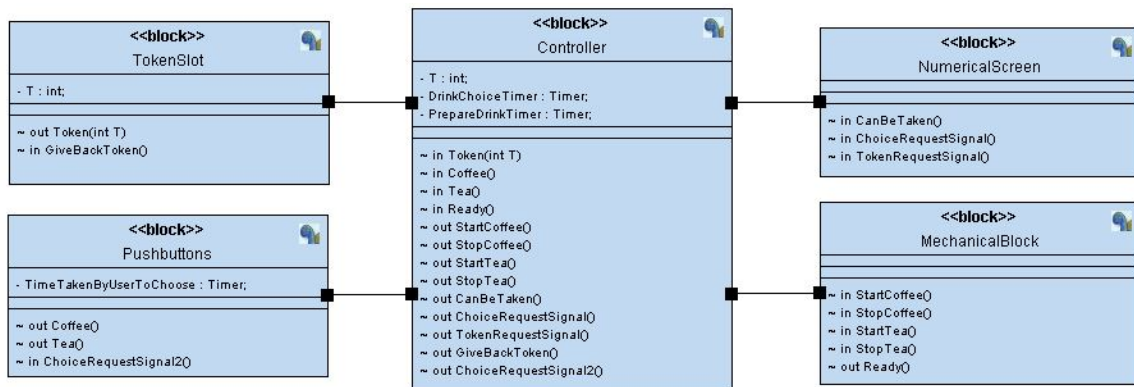 <<block>>
TokenSlot
- T : int;
~ out Token(int T)
~ in GiveBackToken()
<<block>>
Pushbuttons
- TimeTakenByUserToChoose : Timer;
~ out Coffee()
~ out Tea()
~ in ChoiceRequestSignal2()
<<block>>
Controller
- T : int;
- DrinkChoiceTimer : Timer;
- PrepareDrinkTimer : Timer;
~ in Token(int T)
~ in Coffee()
~ in Tea()
~ in Ready()
~ out StartCoffee()
~ out StopCoffee()
~ out StartTea()
~ out StopTea()
~ out CanBeTaken()
~ out ChoiceRequestSignal()
~ out TokenRequestSignal()
~ out GiveBackToken()
~ out ChoiceRequestSignal2()
<<block>>
NumericalScreen
~ in CanBeTaken()
~ in ChoiceRequestSignal()
~ in TokenRequestSignal()
<<block>>
MechanicalBlock
~ in StartCoffee()
~ in StopCoffee()
~ in StartTea()
~ in StopTea()
~ out Ready()